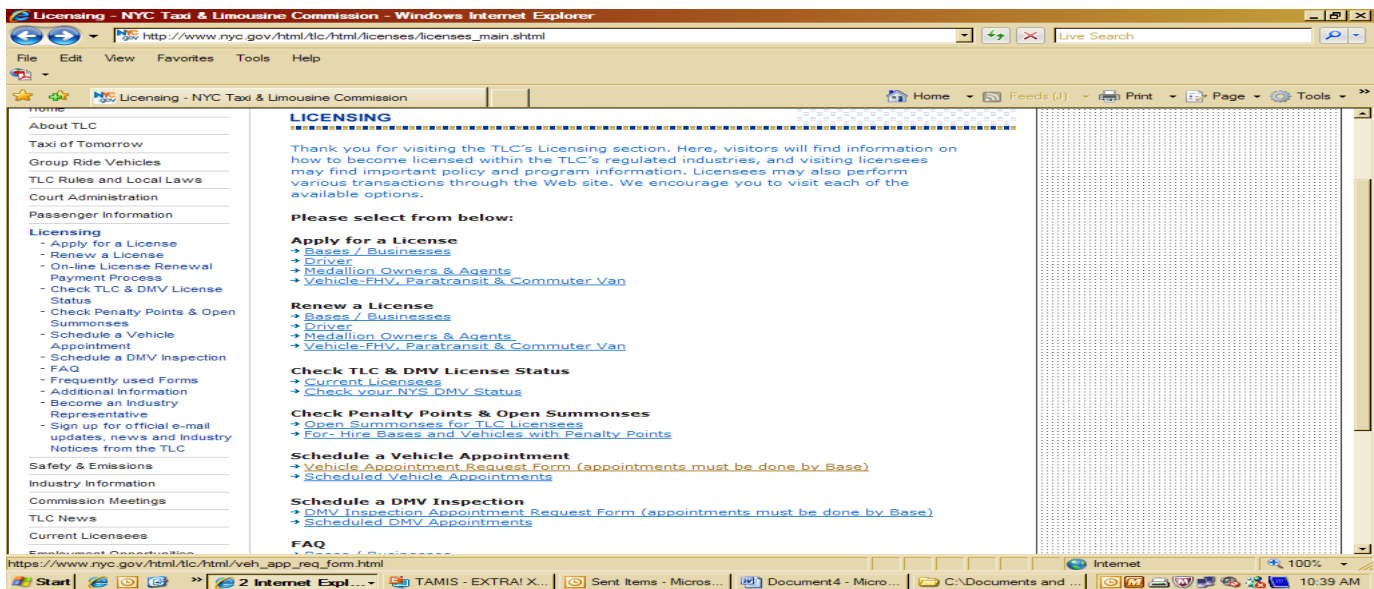 Licensing - NYC Taxi & Limousine Commission - Windows Internet Explorer
http://www.nyc.gov/html/tlc/html/licenses/licenses_main.shtml
Live Search
File Edit View Favorites Tools Help
Licensing - NYC Taxi & Limousine Commission
Home Feeds (J) Print Page Tools »
Home
About TLC
Taxi of Tomorrow
Group Ride Vehicles
TLC Rules and Local Laws
Court Administration
Passenger Information
Licensing
- Apply for a License
- Renew a License
- On-line License Renewal
Payment Process
- Check TLC & DMV License
Status
- Check Penalty Points & Open
Summonses
- Schedule a Vehicle
Appointment
- Schedule a DMV Inspection
- FAQ
- Frequently used Forms
- Additional Information
- Become an Industry
Representative
- Sign up for official e-mail
updates, news and Industry
Notices from the TLC
Safety & Emissions
Industry Information
Commission Meetings
TLC News
Current Licensees
Employment Opportunities
LICENSING
Thank you for visiting the TLC's Licensing section. Here, visitors will find information on
how to become licensed within the TLC's regulated industries, and visiting licensees
may find important policy and program information. Licensees may also perform
various transactions through the Web site. We encourage you to visit each of the
available options.
Please select from below:
Apply for a License
→ Bases / Businesses
→ Driver
→ Medallion Owners & Agents
→ Vehicle-FHV, Paratransit & Commuter Van
Renew a License
→ Bases / Businesses
→ Driver
→ Medallion Owners & Agents
→ Vehicle-FHV, Paratransit & Commuter Van
Check TLC & DMV License Status
→ Current Licensees
→ Check your NYS DMV Status
Check Penalty Points & Open Summonses
→ Open Summonses for TLC Licensees
→ For- Hire Bases and Vehicles with Penalty Points
Schedule a Vehicle Appointment
→ Vehicle Appointment Request Form (appointments must be done by Base)
→ Scheduled Vehicle Appointments
Schedule a DMV Inspection
→ DMV Inspection Appointment Request Form (appointments must be done by Base)
→ Scheduled DMV Appointments
FAQ
→ Bases / Businesses
https://www.nyc.gov/html/tlc/html/veh_app_req_form.html
Internet 100%
Start » 2 Internet Expl... TAMIS - EXTRA! X... Sent Items - Micros... Document4 - Micro... C:\Documents and ... 10:39 AM